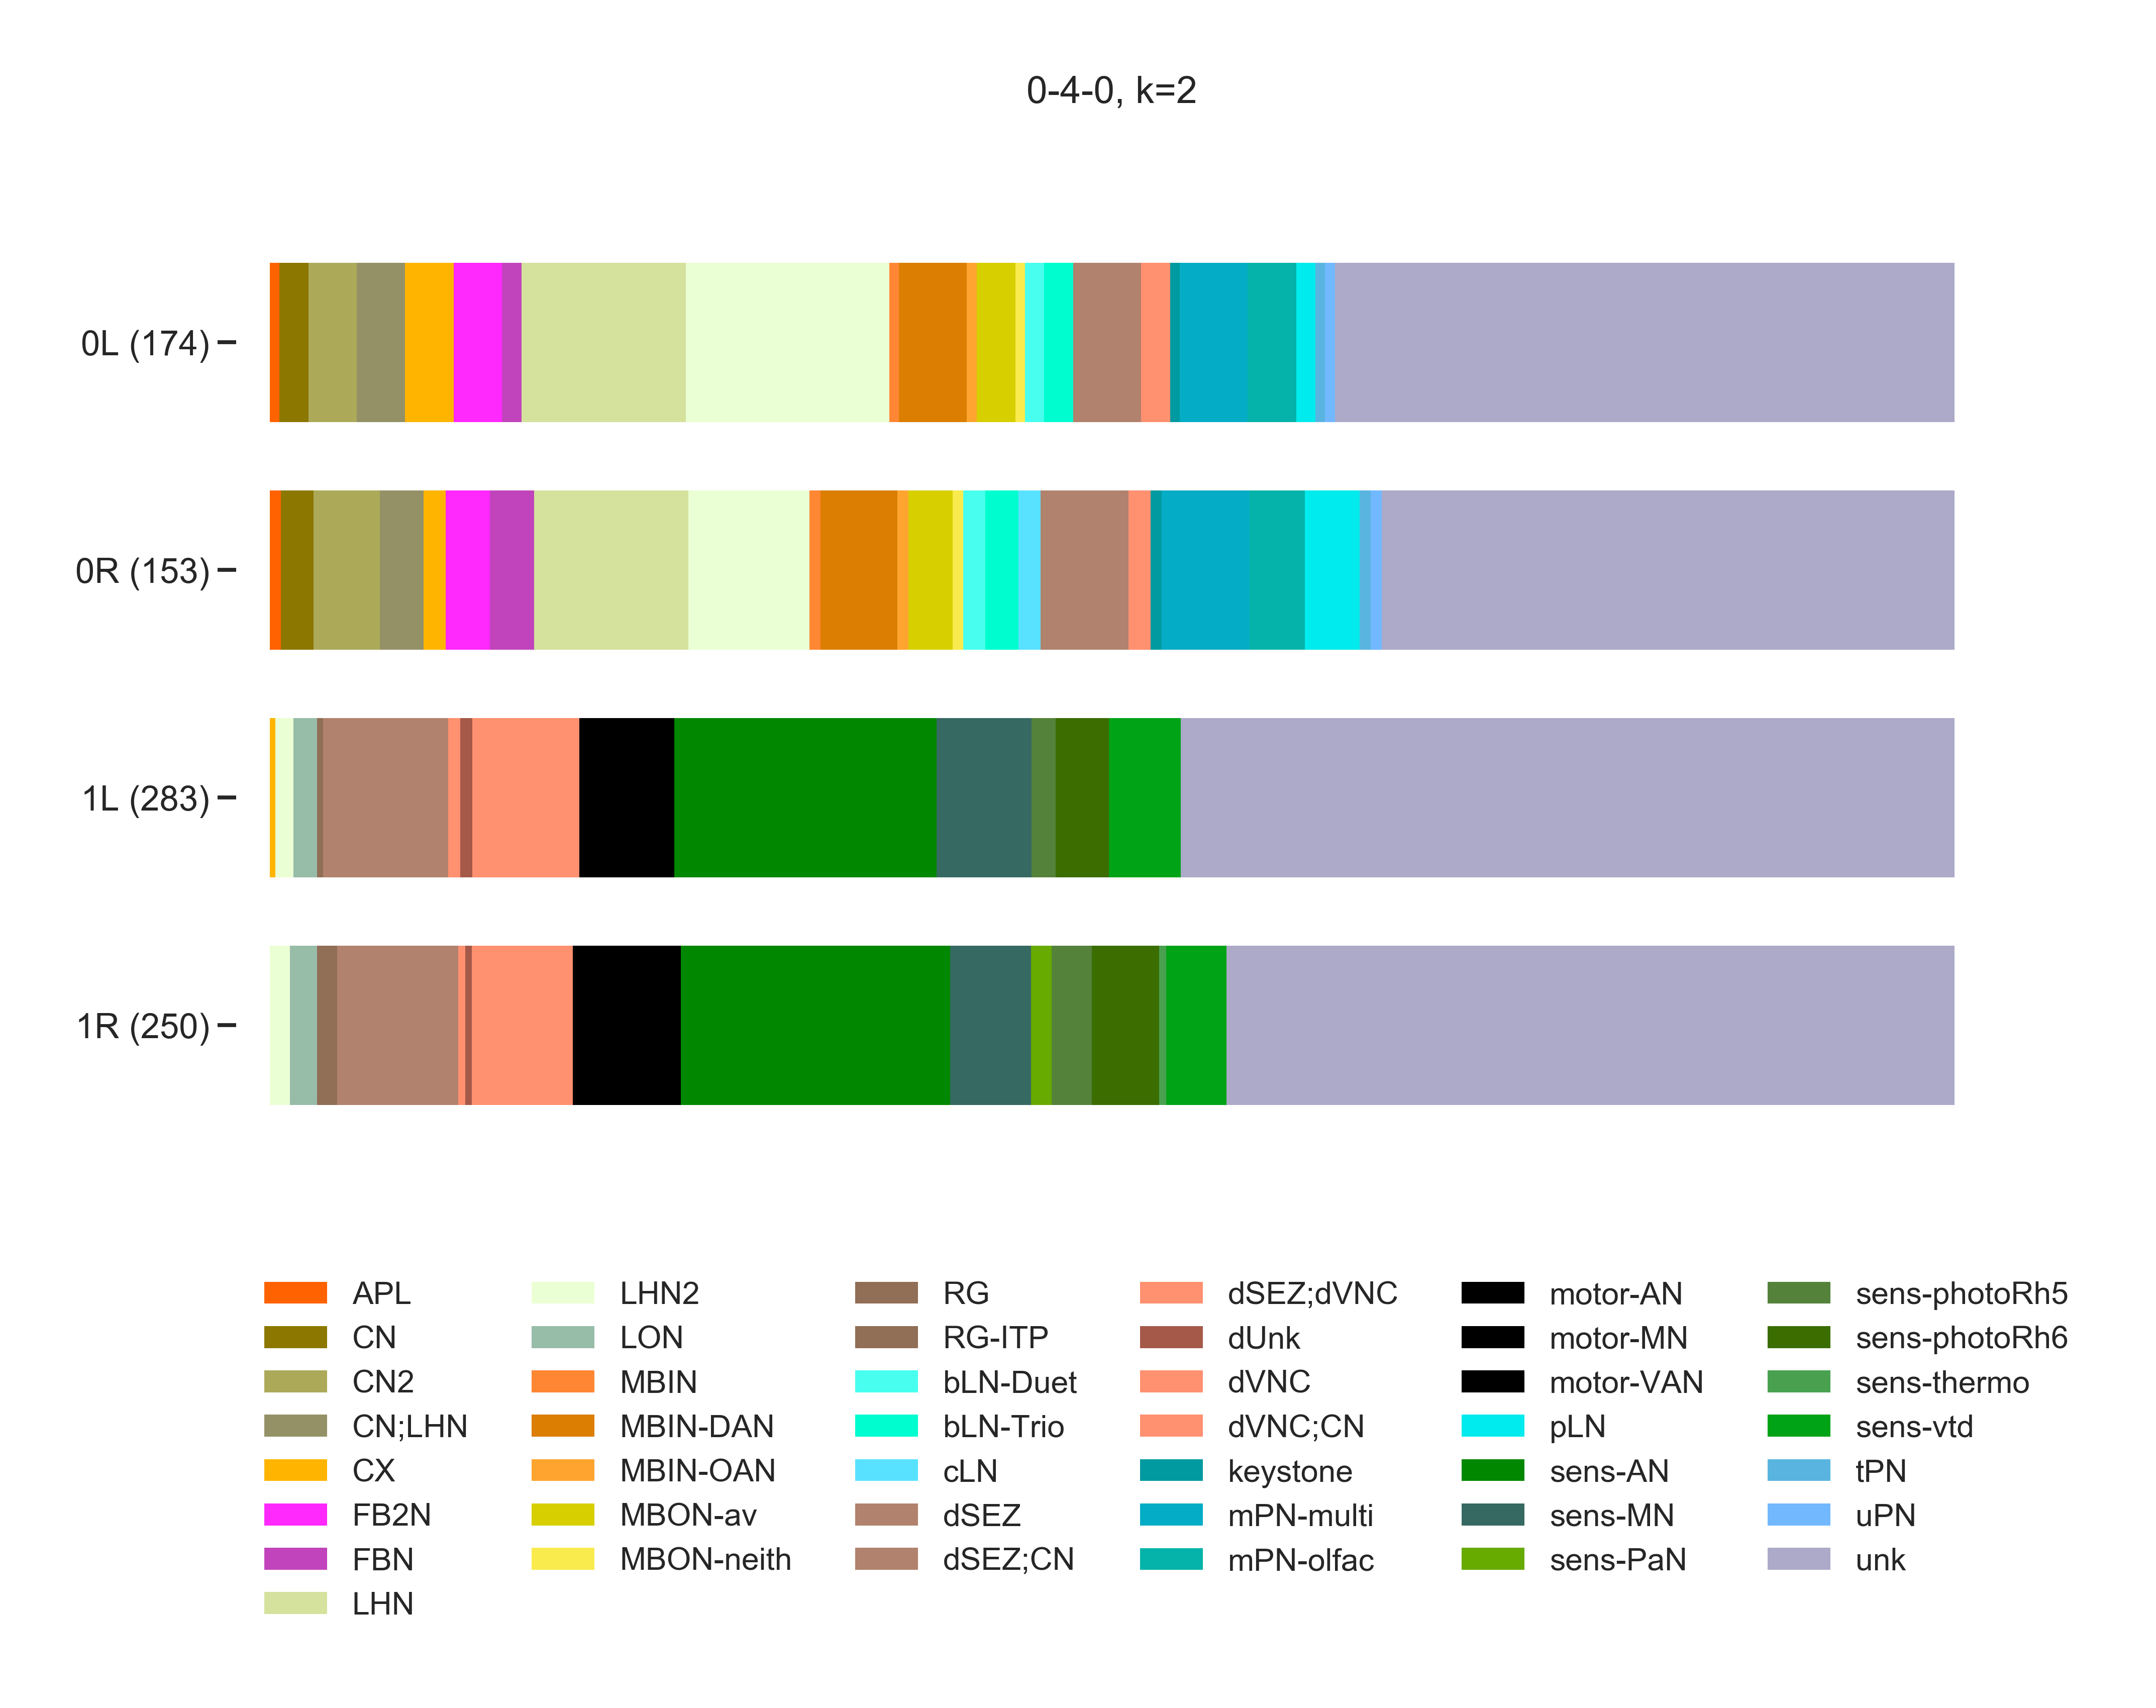 0-4-0, k=2
0L (174)
0R (153)
1L (283)
1R (250)
APL
CN
CN2
CN;LHN
CX
FB2N
FBN
LHN
LHN2
LON
MBIN
MBIN-DAN
MBIN-OAN
MBON-av
MBON-neith
RG
RG-ITP
bLN-Duet
bLN-Trio
cLN
dSEZ
dSEZ;CN
dSEZ;dVNC
dUnk
dVNC
dVNC;CN
keystone
mPN-multi
mPN-olfac
motor-AN
motor-MN
motor-VAN
pLN
sens-AN
sens-MN
sens-PaN
sens-photoRh5
sens-photoRh6
sens-thermo
sens-vtd
tPN
uPN
unk